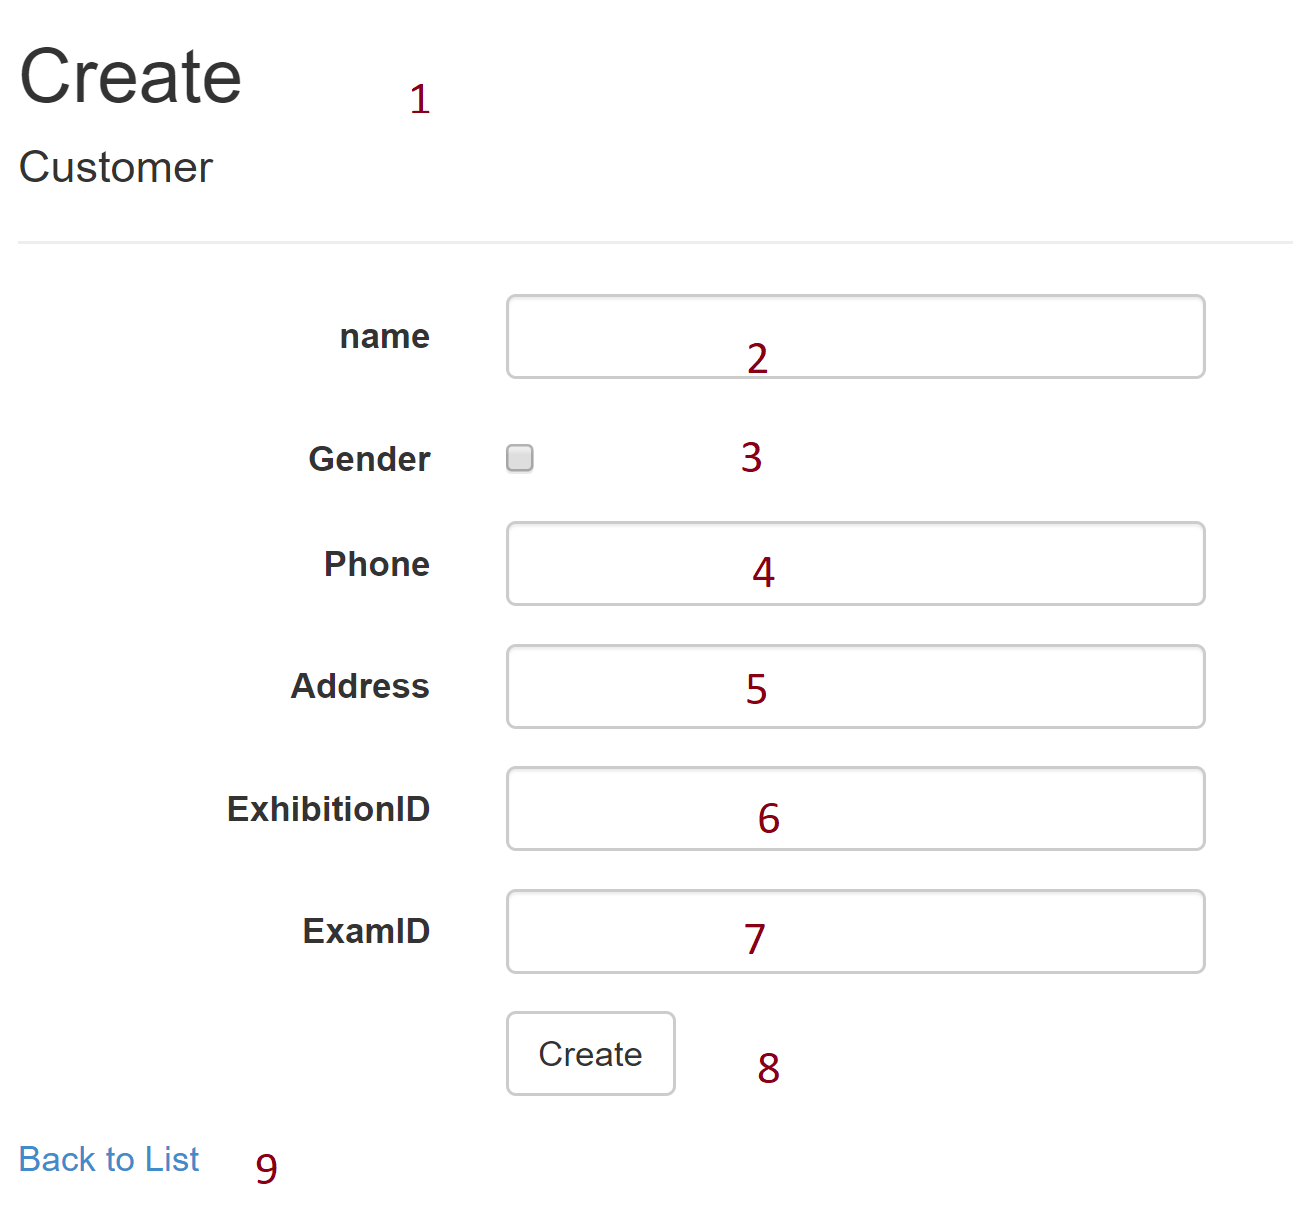 Create
1
Customer
name
2
Gender
3
Phone
4
Address
5
ExhibitionID
6
ExamID
7
Create
8
Back to List
9